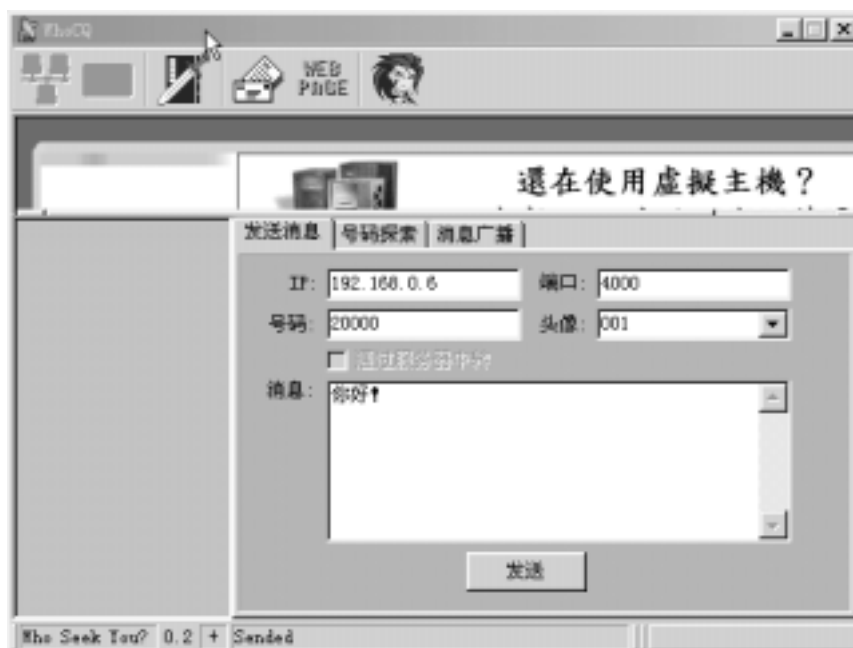 WhoCQ
WEB
PAGE
還在使用虛擬主機？
发送消息 号码探索 消息广播
IP: 192.168.0.6 端口: 4000
号码: 20000 头像: 001
消息: 你好!
发送
Who Seek You? 0.2 + Sended